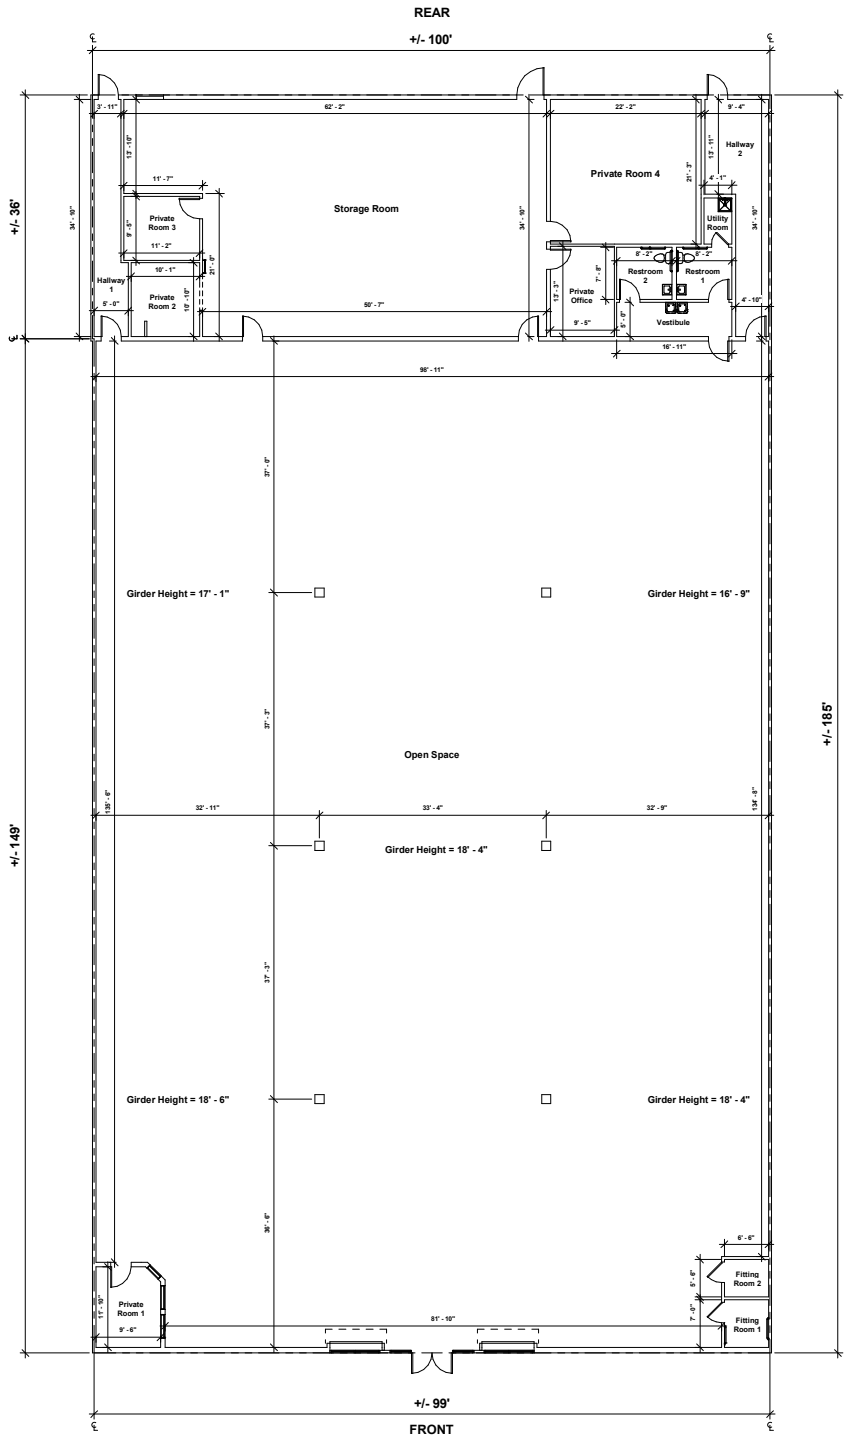 REAR
℄
℄
+/- 100'
3' - 11"
62' - 2"
22' - 2"
9' - 4"
Hallway
2
13' - 10"
13' - 11"
21' - 3"
Private Room 4
11' - 7"
4' - 1"
Storage Room
+/- 36'
34' - 10"
34' - 10"
34' - 10"
Private
Room 3
9' - 5"
Utility
Room
11' - 2"
8' - 2"
8' - 2"
21' - 0"
10' - 1"
7' - 8"
Restroom
2
Restroom
1
Hallway
1
Private
Room 2
10' - 10"
13' - 3"
Private
Office
5' - 0"
50' - 7"
4' - 10"
9' - 5"
5' - 0"
Vestibule
℄
16' - 11"
98' - 11"
37' - 0"
Girder Height = 17' - 1"
Girder Height = 16' - 9"
37' - 3"
+/- 185'
Open Space
135' - 6"
134' - 8"
32' - 11"
33' - 4"
32' - 9"
+/- 149'
Girder Height = 18' - 4"
37' - 3"
Girder Height = 18' - 6"
Girder Height = 18' - 4"
36' - 6"
6' - 6"
5' - 6"
Fitting
Room 2
11' - 10"
Private
Room 1
7' - 0"
81' - 10"
Fitting
Room 1
9' - 6"
+/- 99'
℄
℄
FRONT